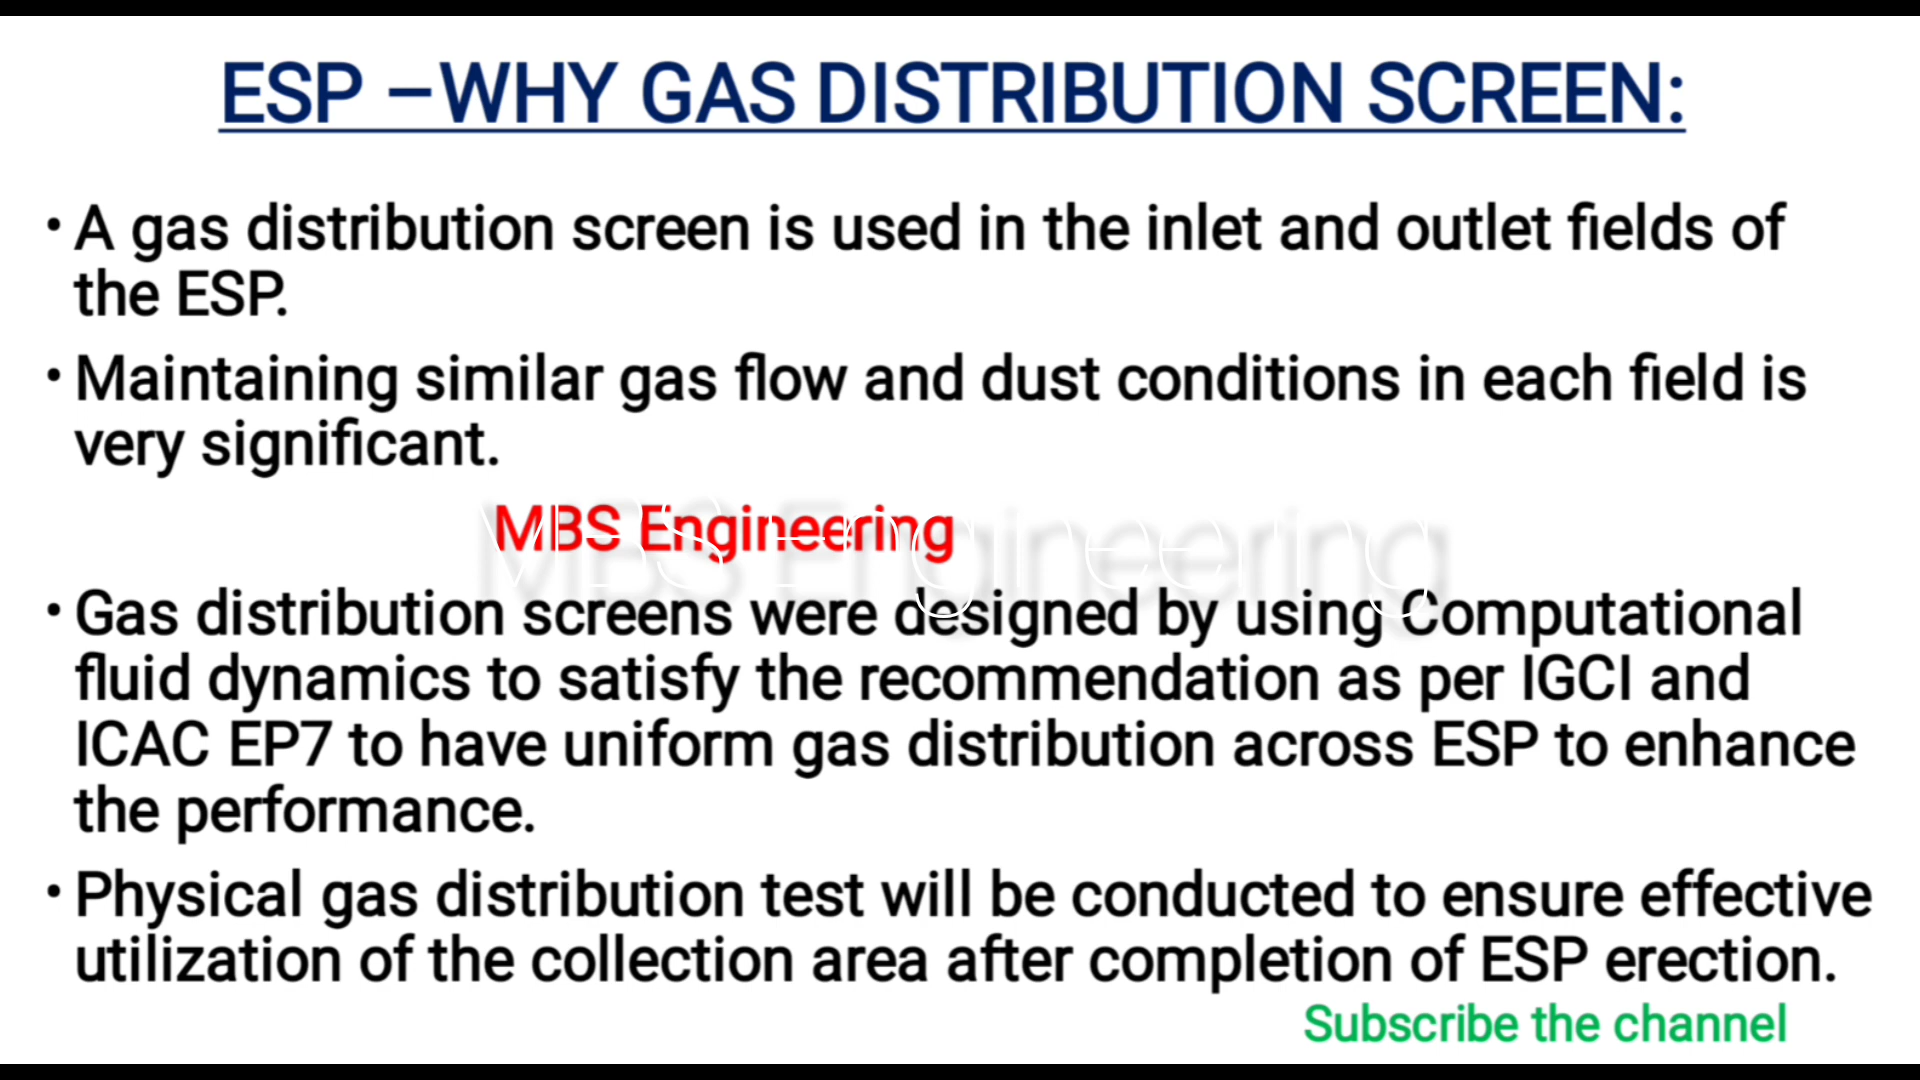 ESP –WHY GAS DISTRIBUTION SCREEN:
• A gas distribution screen is used in the inlet and outlet fields of
the ESP.
• Maintaining similar gas flow and dust conditions in each field is
very significant.
MBS Engineering
MBS Engineering
• Gas distribution screens were designed by using Computational
fluid dynamics to satisfy the recommendation as per IGCI and
ICAC EP7 to have uniform gas distribution across ESP to enhance
the performance.
• Physical gas distribution test will be conducted to ensure effective
utilization of the collection area after completion of ESP erection.
Subscribe the channel